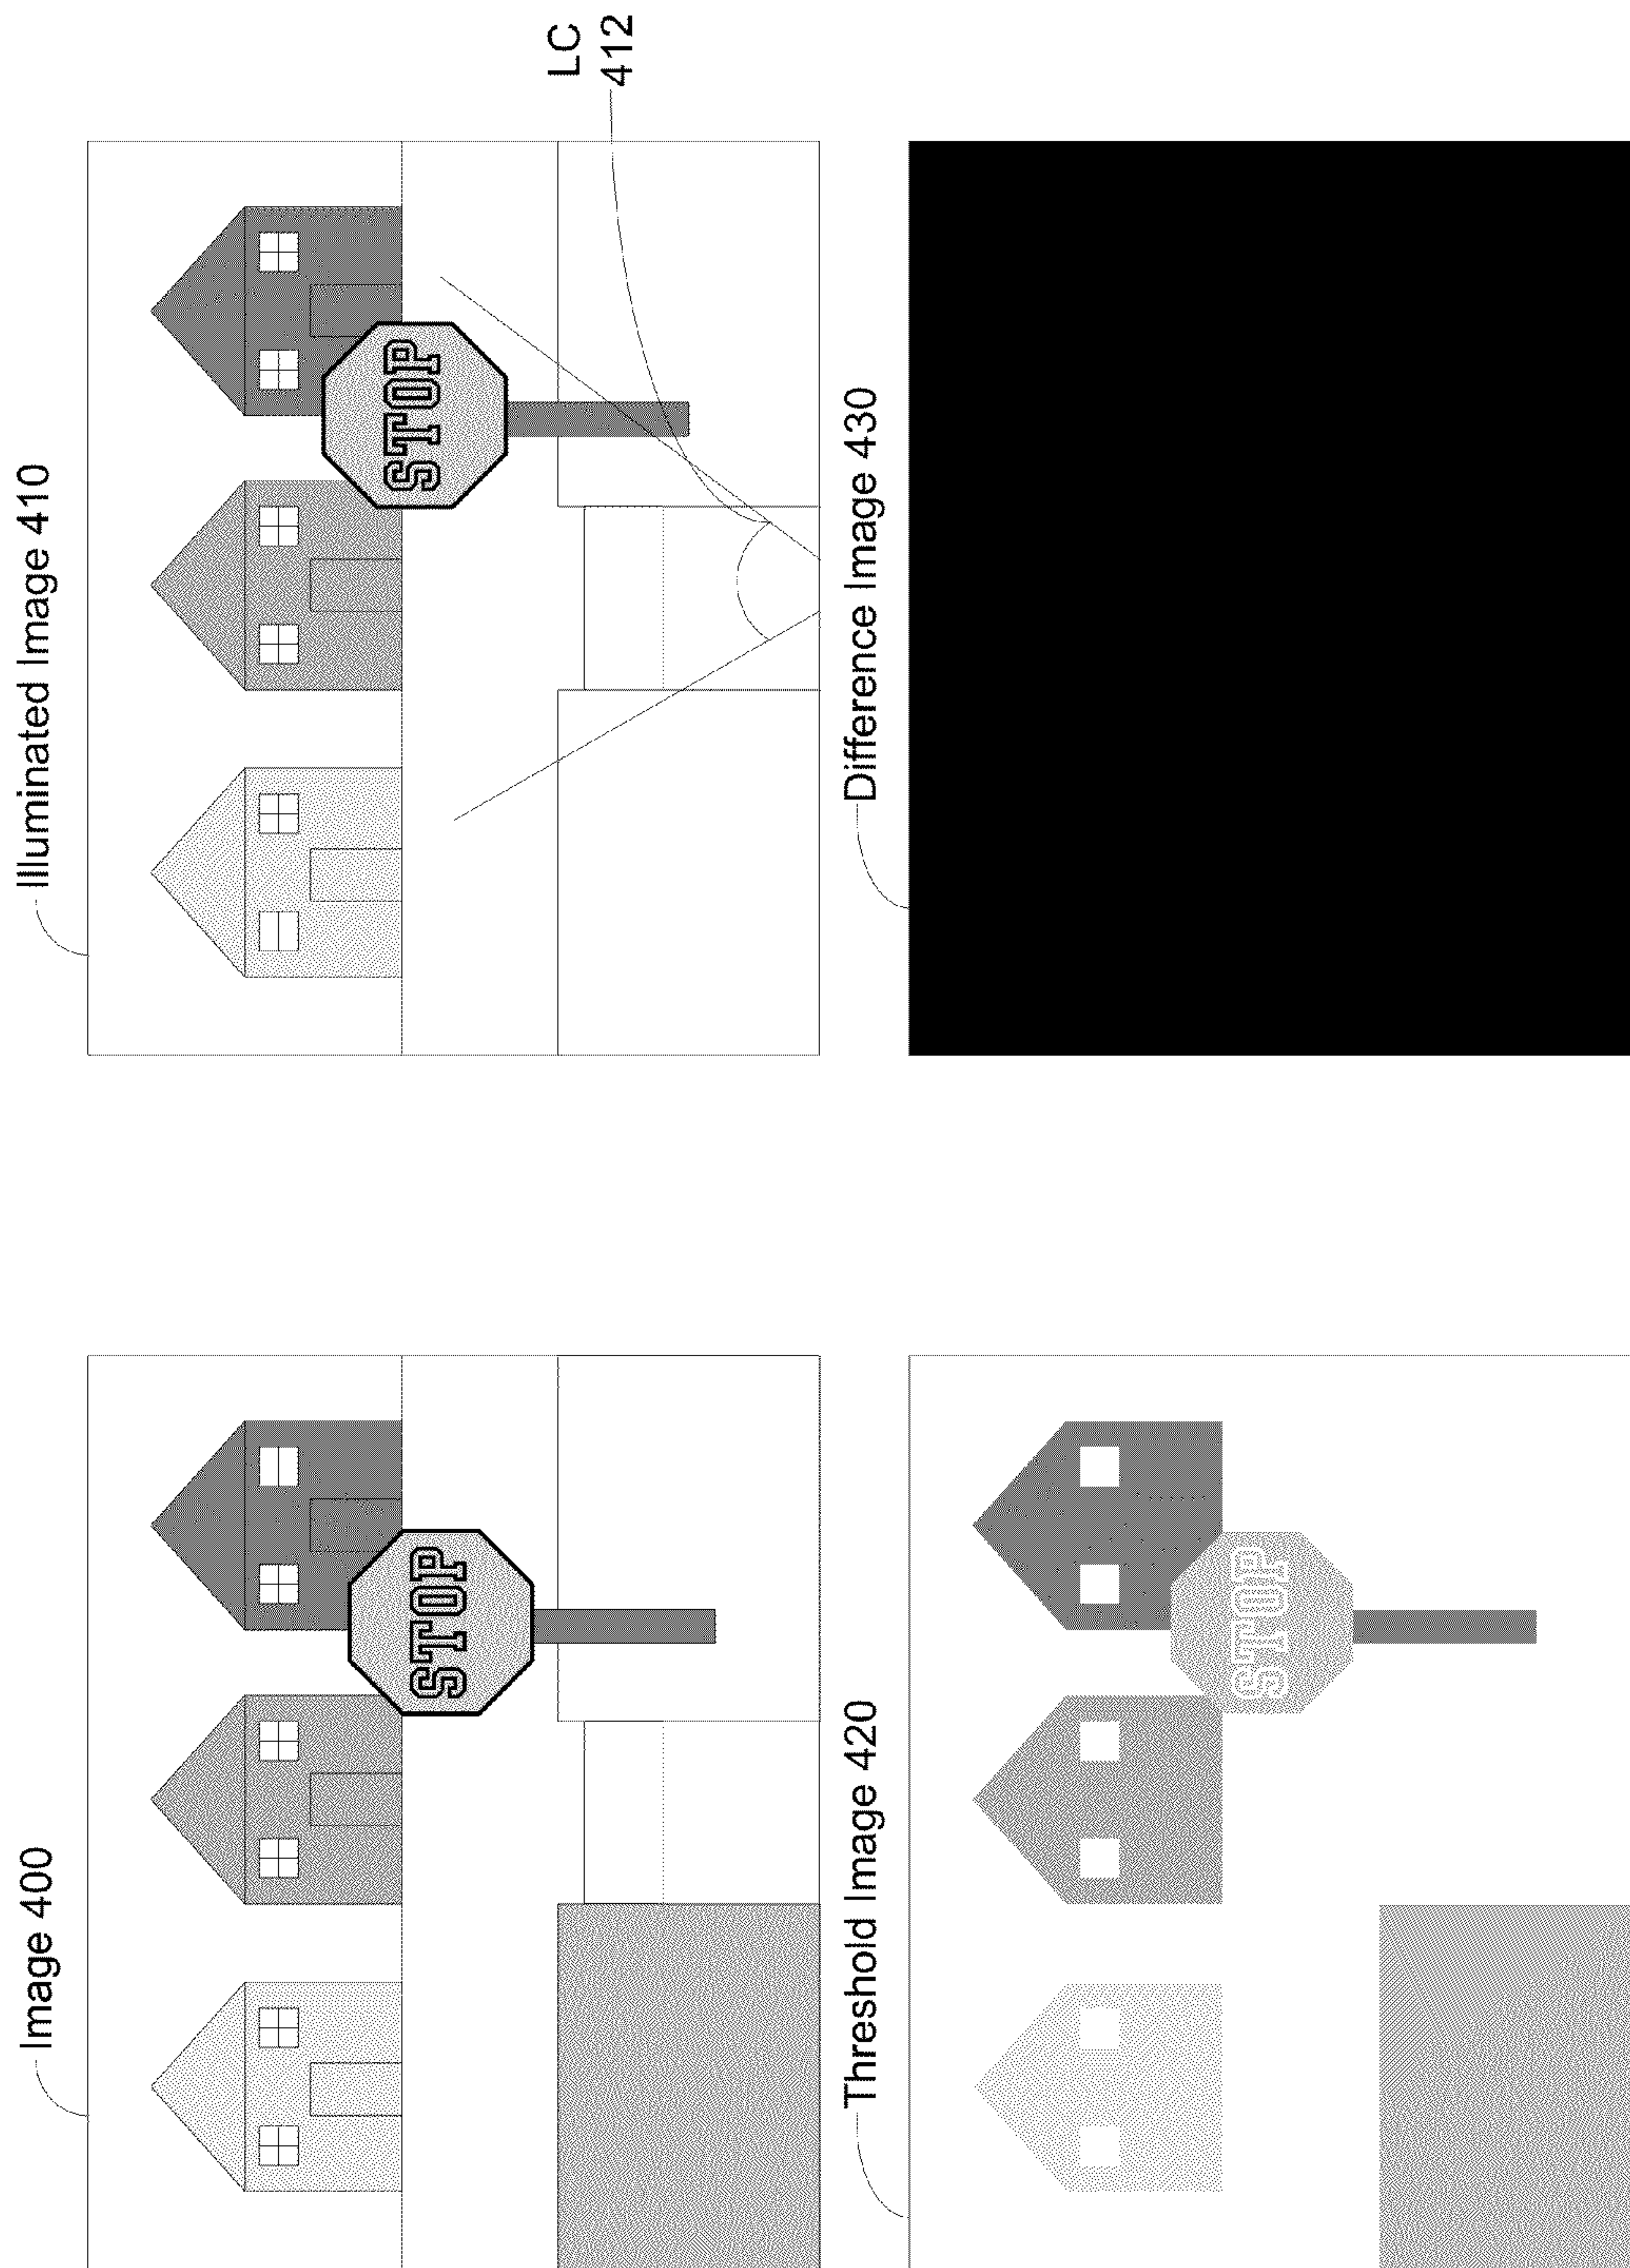 Image 400
STOP
Illuminated Image 410
STOP
LC
412
Threshold Image 420
STOP
Difference Image 430